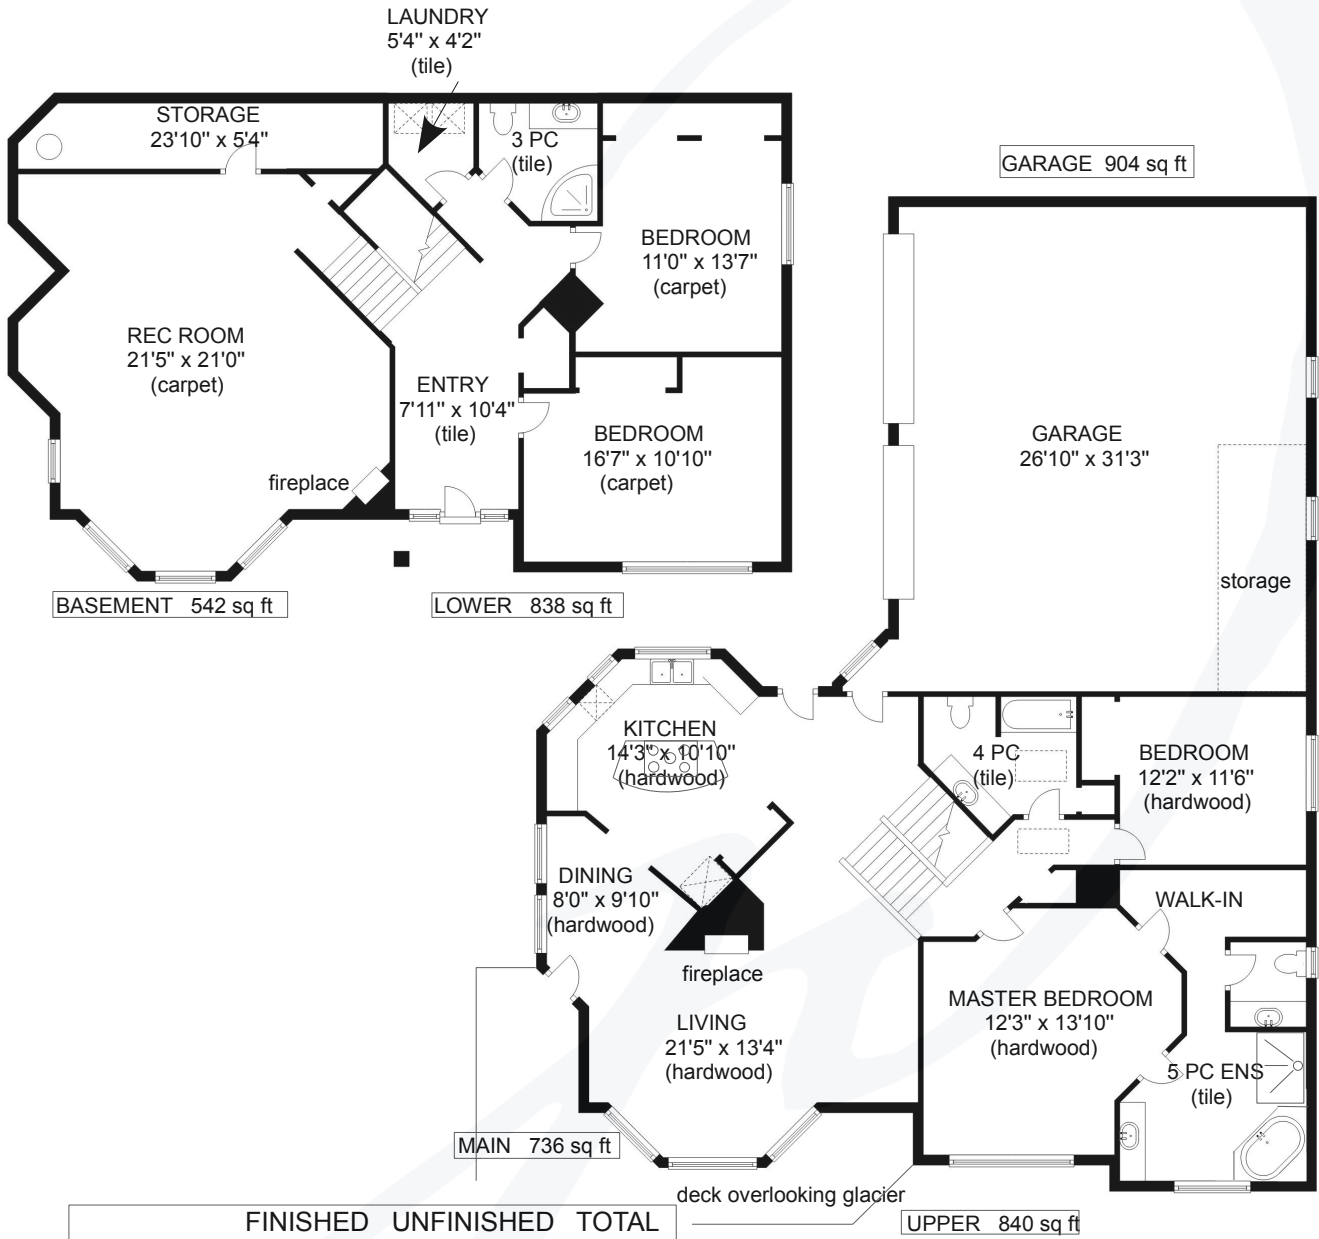 LAUNDRY
5'4" x 4'2"
(tile)
STORAGE
23'10" x 5'4"
3 PC
(tile)
GARAGE 904 sq ft
BEDROOM
11'0" x 13'7"
(carpet)
REC ROOM
21'5" x 21'0"
(carpet)
ENTRY
7'11" x 10'4"
(tile)
BEDROOM
16'7" x 10'10"
(carpet)
GARAGE
26'10" x 31'3"
fireplace
storage
BASEMENT 542 sq ft
LOWER 838 sq ft
KITCHEN
14'3" x 10'10"
(hardwood)
4 PC
(tile)
BEDROOM
12'2" x 11'6"
(hardwood)
DINING
8'0" x 9'10"
(hardwood)
WALK-IN
fireplace
MASTER BEDROOM
12'3" x 13'10"
(hardwood)
LIVING
21'5" x 13'4"
(hardwood)
5 PC ENS
(tile)
MAIN 736 sq ft
deck overlooking glacier
FINISHED UNFINISHED TOTAL
UPPER 840 sq ft